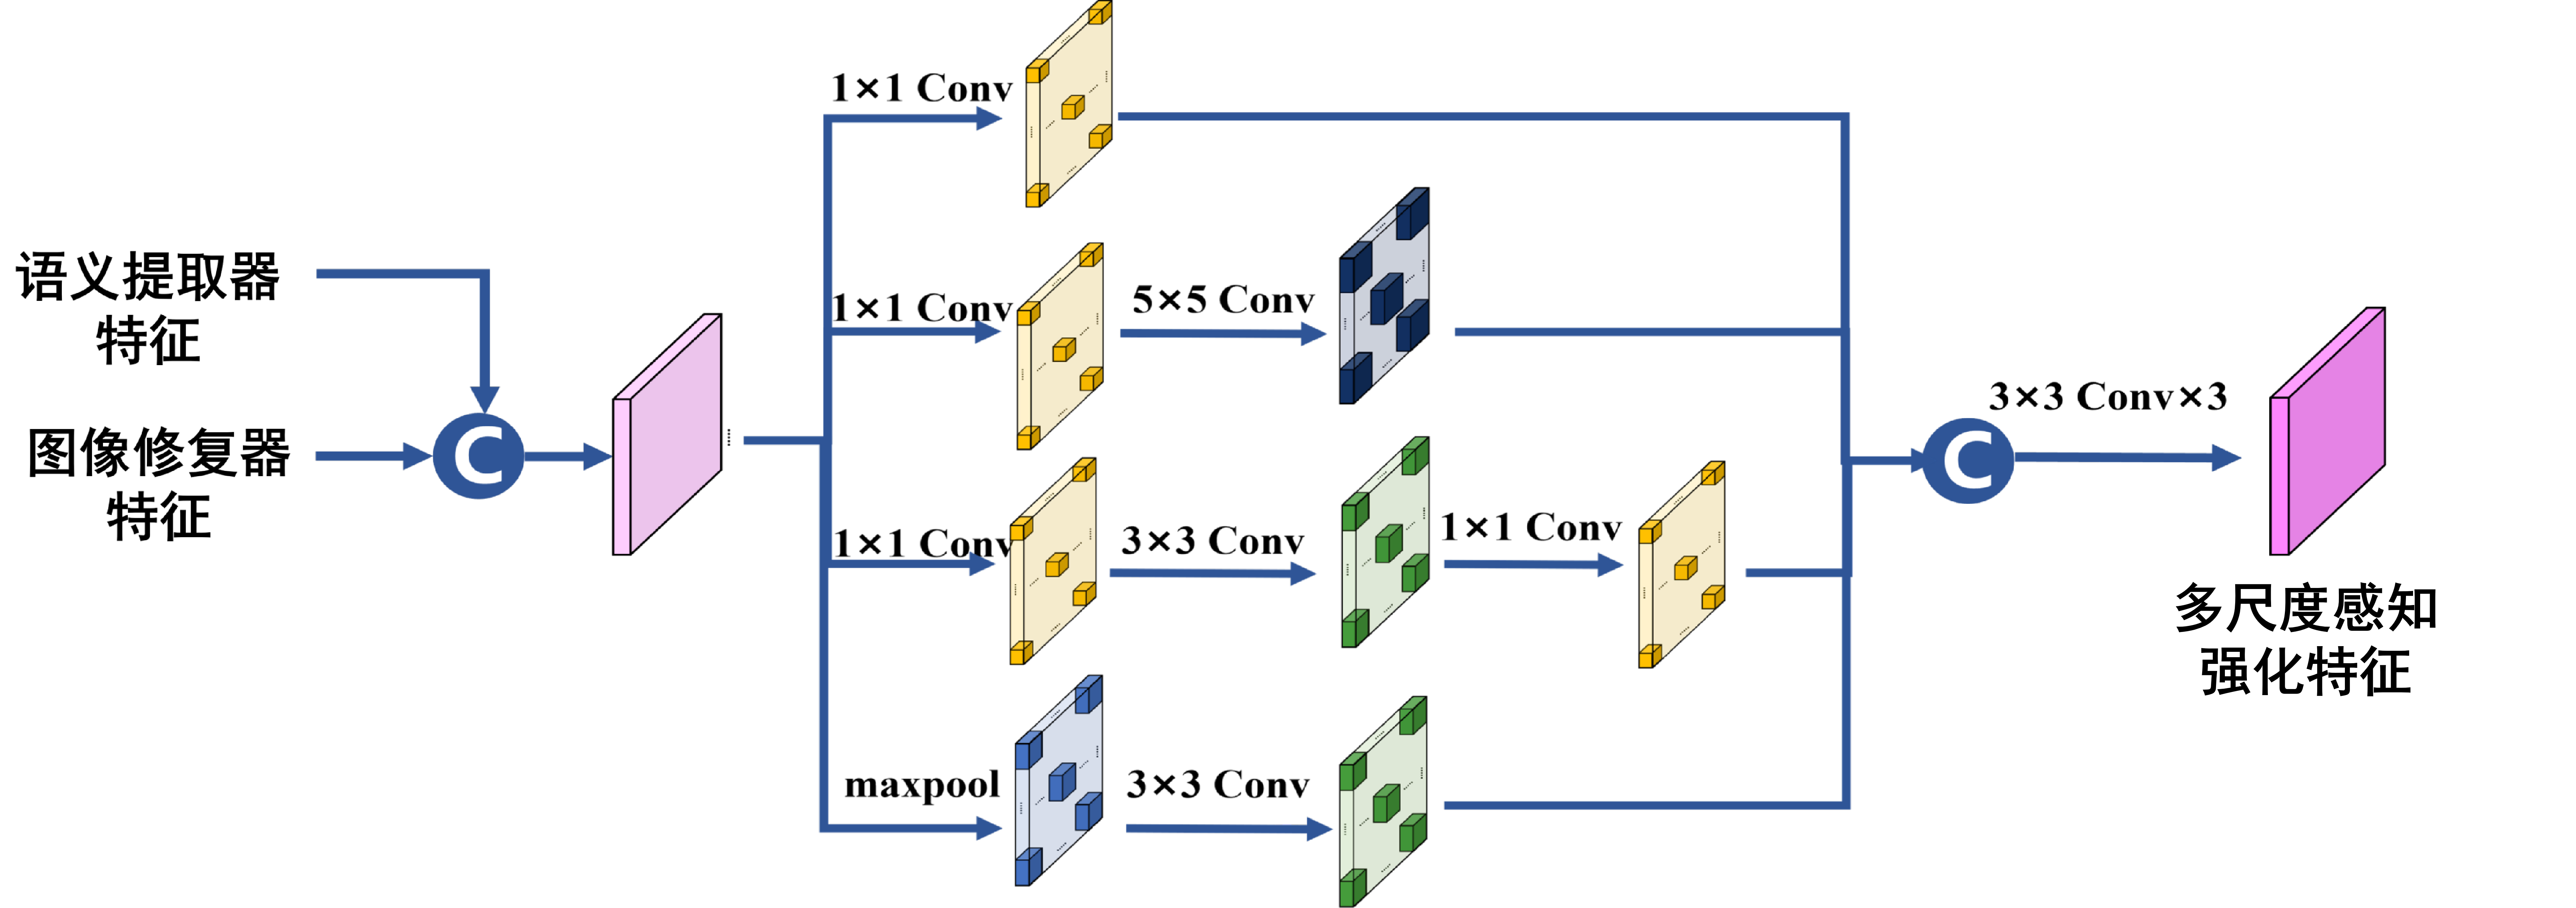 1×1 Conv
语义提取器
特征
1×1 Conv
5×5 Conv
图像修复器
特征
C
C
3×3 Conv×3
1×1 Conv
3×3 Conv
1×1 Conv
多尺度感知
强化特征
maxpool
3×3 Conv